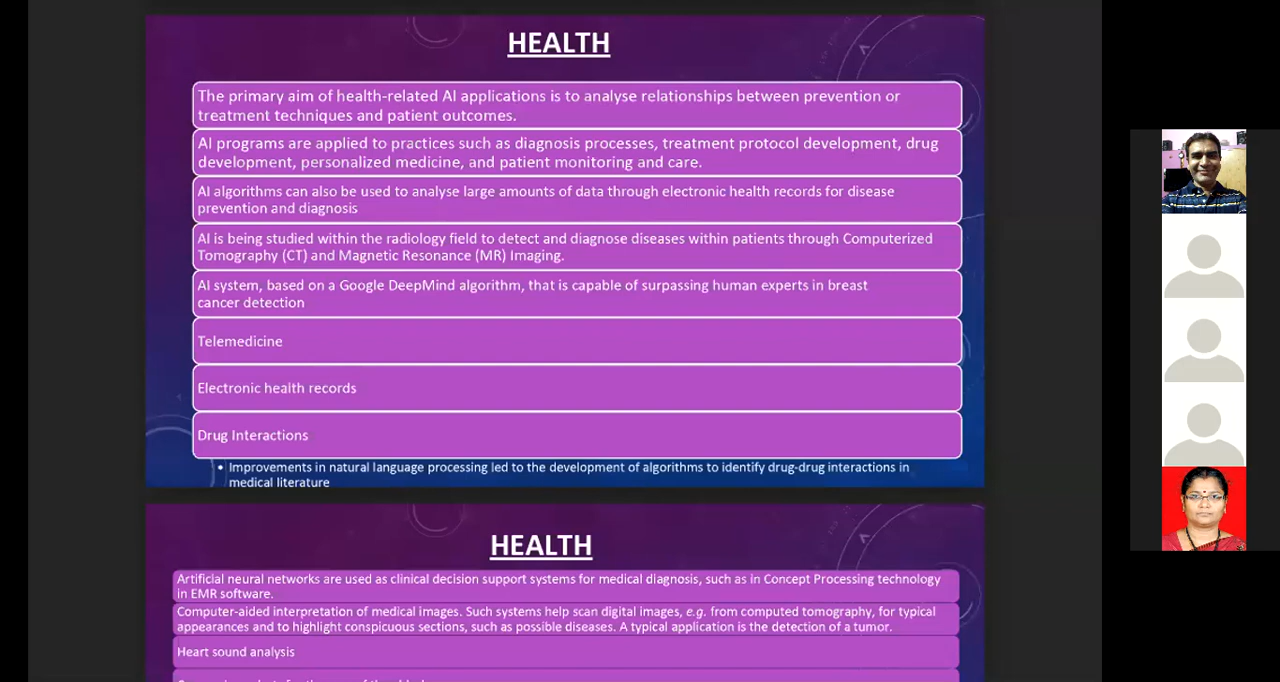 HEALTH
The primary aim of health-related AI applications is to analyse relationships between prevention or
treatment techniques and patient outcomes.
AI programs are applied to practices such as diagnosis processes, treatment protocol development, drug
development, personalized medicine, and patient monitoring and care.
AI algorithms can also be used to analyse large amounts of data through electronic health records for disease
prevention and diagnosis
AI is being studied within the radiology field to detect and diagnose diseases within patients through Computerized
Tomography (CT) and Magnetic Resonance (MR) Imaging.
AI system, based on a Google DeepMind algorithm, that is capable of surpassing human experts in breast
cancer detection
Telemedicine
Electronic health records
Drug Interactions
• Improvements in natural language processing led to the development of algorithms to identify drug-drug interactions in
medical literature
HEALTH
Artificial neural networks are used as clinical decision support systems for medical diagnosis, such as in Concept Processing technology
in EMR software.
Computer-aided interpretation of medical images. Such systems help scan digital images, e.g. from computed tomography, for typical
appearances and to highlight conspicuous sections, such as possible diseases. A typical application is the detection of a tumor.
Heart sound analysis